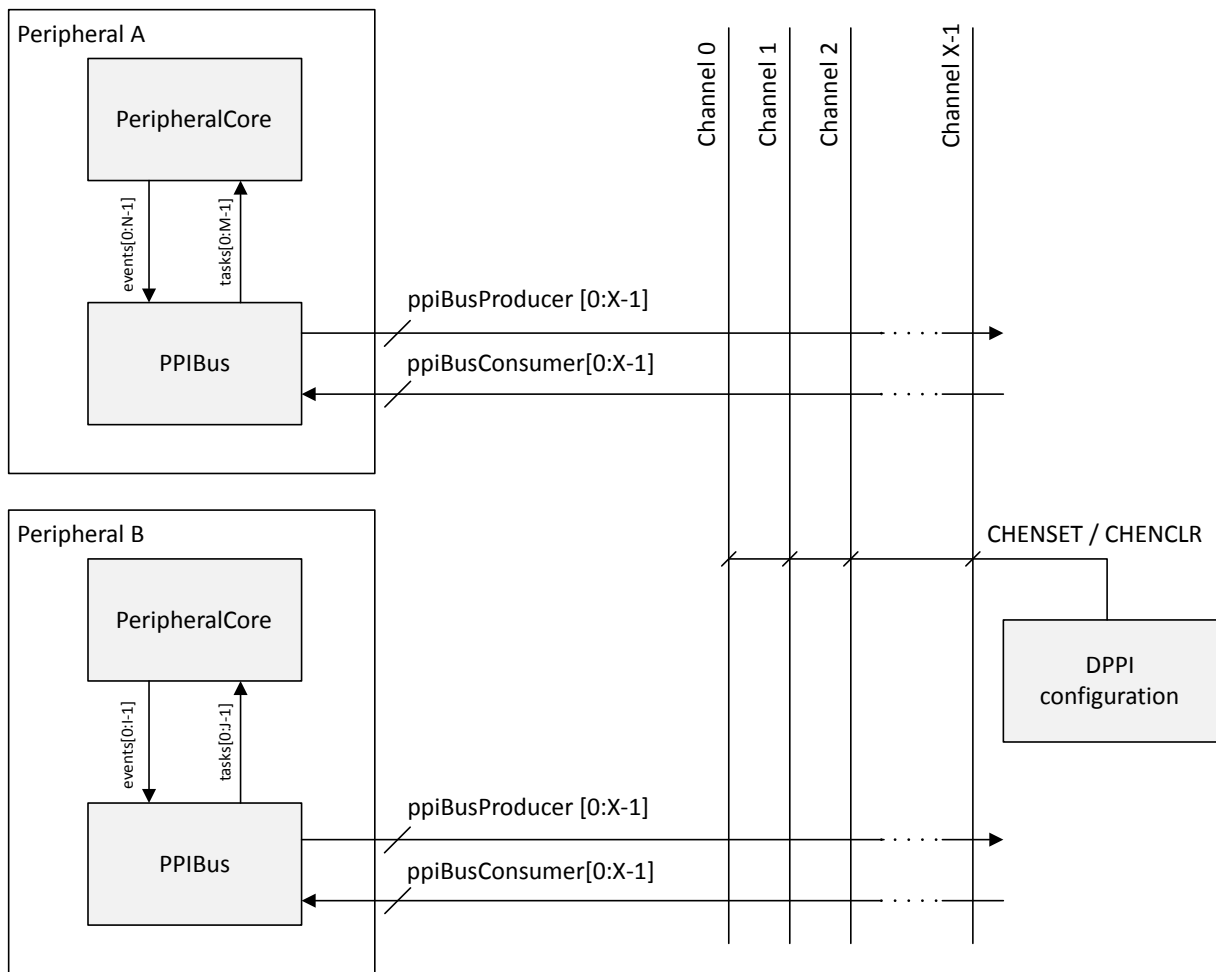 Peripheral A
PeripheralCore
events[0:N-1]
tasks[0:M-1]
PPIBus
ppiBusProducer [0:X-1]
ppiBusConsumer[0:X-1]
Channel 0
Channel 1
Channel 2
Channel X-1
Peripheral B
PeripheralCore
events[0:I-1]
tasks[0:J-1]
PPIBus
ppiBusProducer [0:X-1]
ppiBusConsumer[0:X-1]
CHENSET / CHENCLR
DPPI
configuration